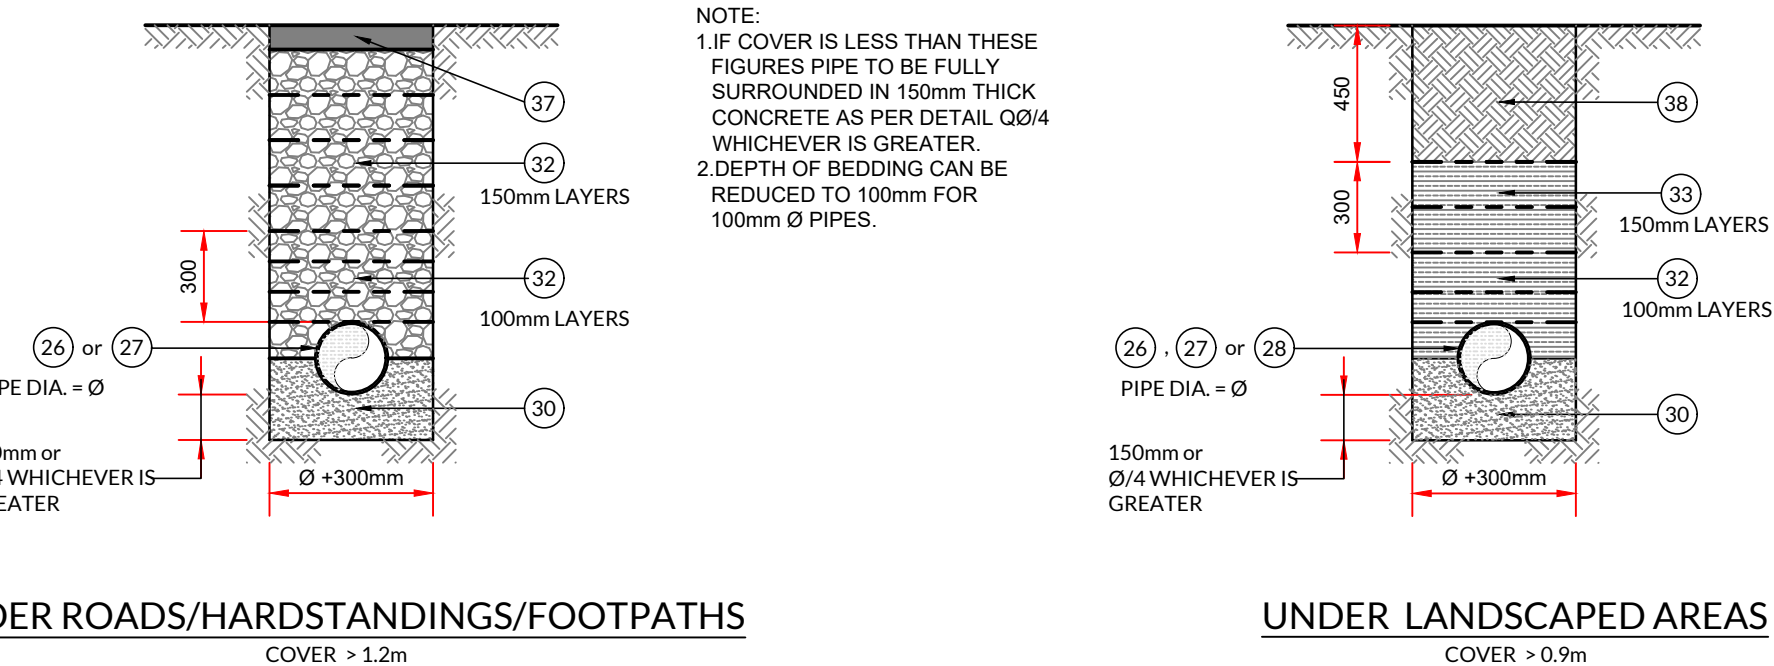 NOTE:
1.IF COVER IS LESS THAN THESE
FIGURES PIPE TO BE FULLY
SURROUNDED IN 150mm THICK
CONCRETE AS PER DETAIL QØ/4
WHICHEVER IS GREATER.
2.DEPTH OF BEDDING CAN BE
REDUCED TO 100mm FOR
100mm Ø PIPES.
37
32
150mm LAYERS
300
32
100mm LAYERS
26 or 27
PE DIA. = Ø
30
mm or
WHICHEVER IS
EATER
Ø +300mm
DER ROADS/HARDSTANDINGS/FOOTPATHS
COVER > 1.2m
450
38
300
33
150mm LAYERS
32
100mm LAYERS
26 , 27 or 28
PIPE DIA. = Ø
30
150mm or
Ø/4 WHICHEVER IS
GREATER
Ø +300mm
UNDER LANDSCAPED AREAS
COVER > 0.9m